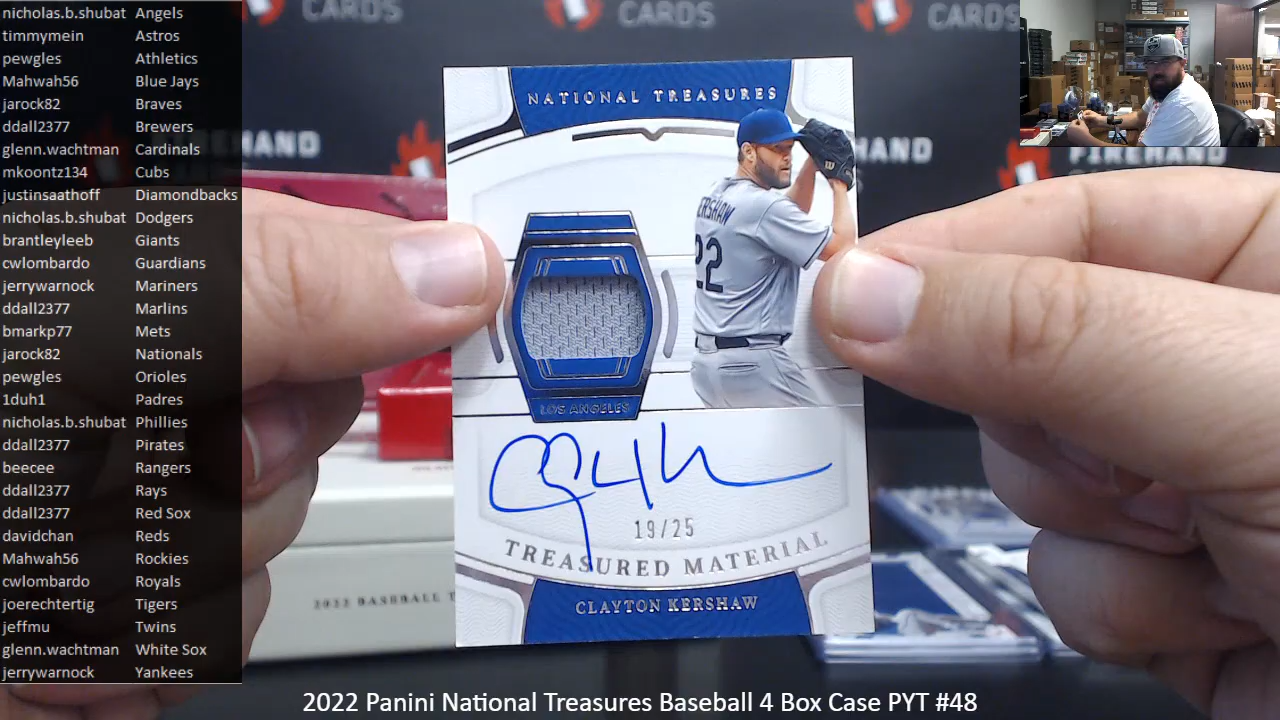 nicholas.b.shubat Angels
timmymein Astros
pewgles Athletics
Mahwah56 Blue Jays
jarock82 Braves
ddall2377 Brewers
glenn.wachtman Cardinals
mkoontz134 Cubs
justinsaathoff Diamondbacks
nicholas.b.shubat Dodgers
brantleyleeb Giants
cwlombardo Guardians
jerrywarnock Mariners
ddall2377 Marlins
bmarkp77 Mets
jarock82 Nationals
pewgles Orioles
1duh1 Padres
nicholas.b.shubat Phillies
ddall2377 Pirates
beecee Rangers
ddall2377 Rays
ddall2377 Red Sox
davidchan Reds
Mahwah56 Rockies
cwlombardo Royals
joerechtertig Tigers
jeffmu Twins
glenn.wachtman White Sox
jerrywarnock Yankees
CARDS
CARDS
CARDS
FIREHAND
NATIONAL TREASURES
ERSHAW
22
LOS ANGELES
19/25
TREASURED MATERIAL
CLAYTON KERSHAW
2022 BASEBALL
2022 Panini National Treasures Baseball 4 Box Case PYT #48